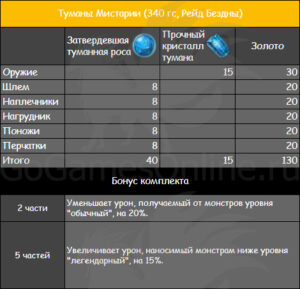 Туманы Мистарии (340 гс, Рейд Бездны)
Затвердевшая туманная роса Прочный кристалл тумана Золото
Оружие 15 30
Шлем 8 20
Наплечники 8 20
Нагрудник 8 20
Поножи 8 20
Перчатки 8 20
Итого 40 15 130
Бонус комплекта
2 части
Уменьшает урон, получаемый от монстров уровня
"обычный", на 20%.
5 частей
Увеличивает урон, наносимый монстрам ниже уровня
"легендарный", на 15%.
GoGamesOnline.ru